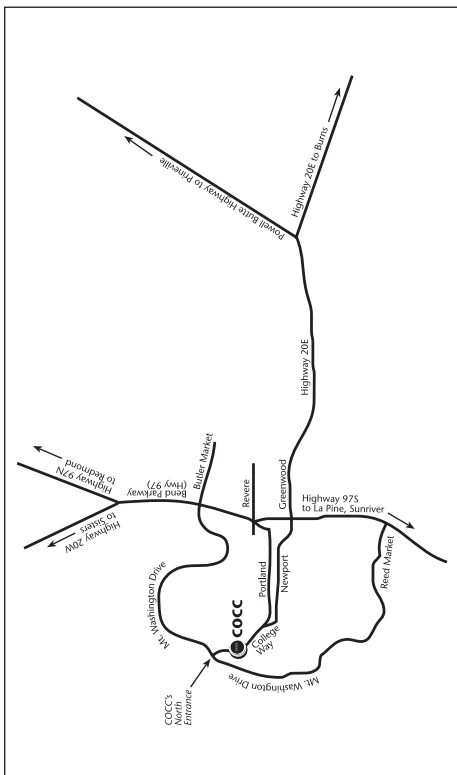 Powell Butte Highway to Prineville
Highway 20E to Burns
Highway 20E
Highway 97N
to Redmond
Highway 20W
to Sisters
Bend Parkway
(Hwy 97)
Butler Market
Revere
Greenwood
Highway 97S
to La Pine, Sunriver
Mt. Washington Drive
Portland
Newport
Reed Market
COCC
College
Way
COCC's
North
Entrance
Mt. Washington Drive